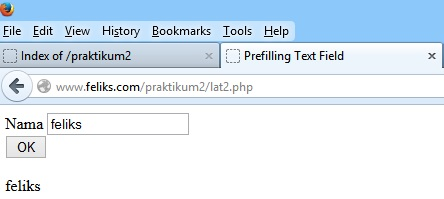 File Edit View History Bookmarks Tools Help
Index of /praktikum2 × Prefilling Text Field ×
www.feliks.com/praktikum2/lat2.php
Nama feliks
OK
feliks